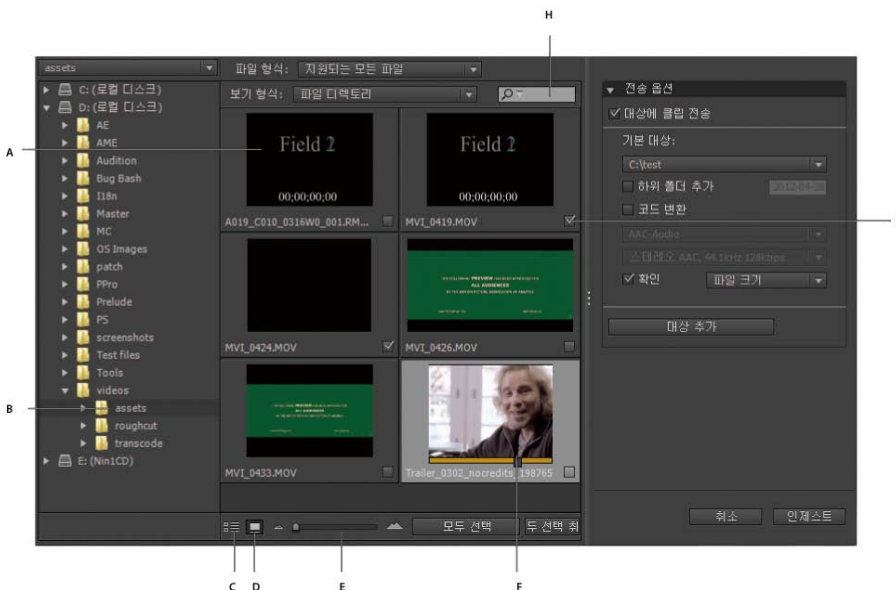 H
assets
파일 형식: 지원되는 모든 파일
C: (로컬 디스크)
보기 형식: 파일 디렉토리
전송 옵션
D: (로컬 디스크)
대상에 클립 전송
AE
AME
Audition
Bug Bash
I18n
Master
MC
OS Images
patch
PPro
Prelude
PS
screenshots
Test files
Tools
videos
assets
roughcut
transcode
E: (Nin1CD)
A
B
Field 2
00;00;00;00
A019_C010_0316W0_001.RM...
Field 2
00;00;00;00
MVI_0419.MOV
MVI_0424.MOV
PREVIEW
ALL AUDIENCES
MVI_0426.MOV
PREVIEW
ALL AUDIENCES
MVI_0433.MOV
Trailer_0302_nocredits_198765
기본 대상:
C:\test
하위 폴더 추가
코드 변환
AAC-Audio
스테레오 AAC, 44.1kHz 128kbps
확인
파일 크기
대상 추가
취소
인제스트
모두 선택
두 선택 취
C
D
E
F